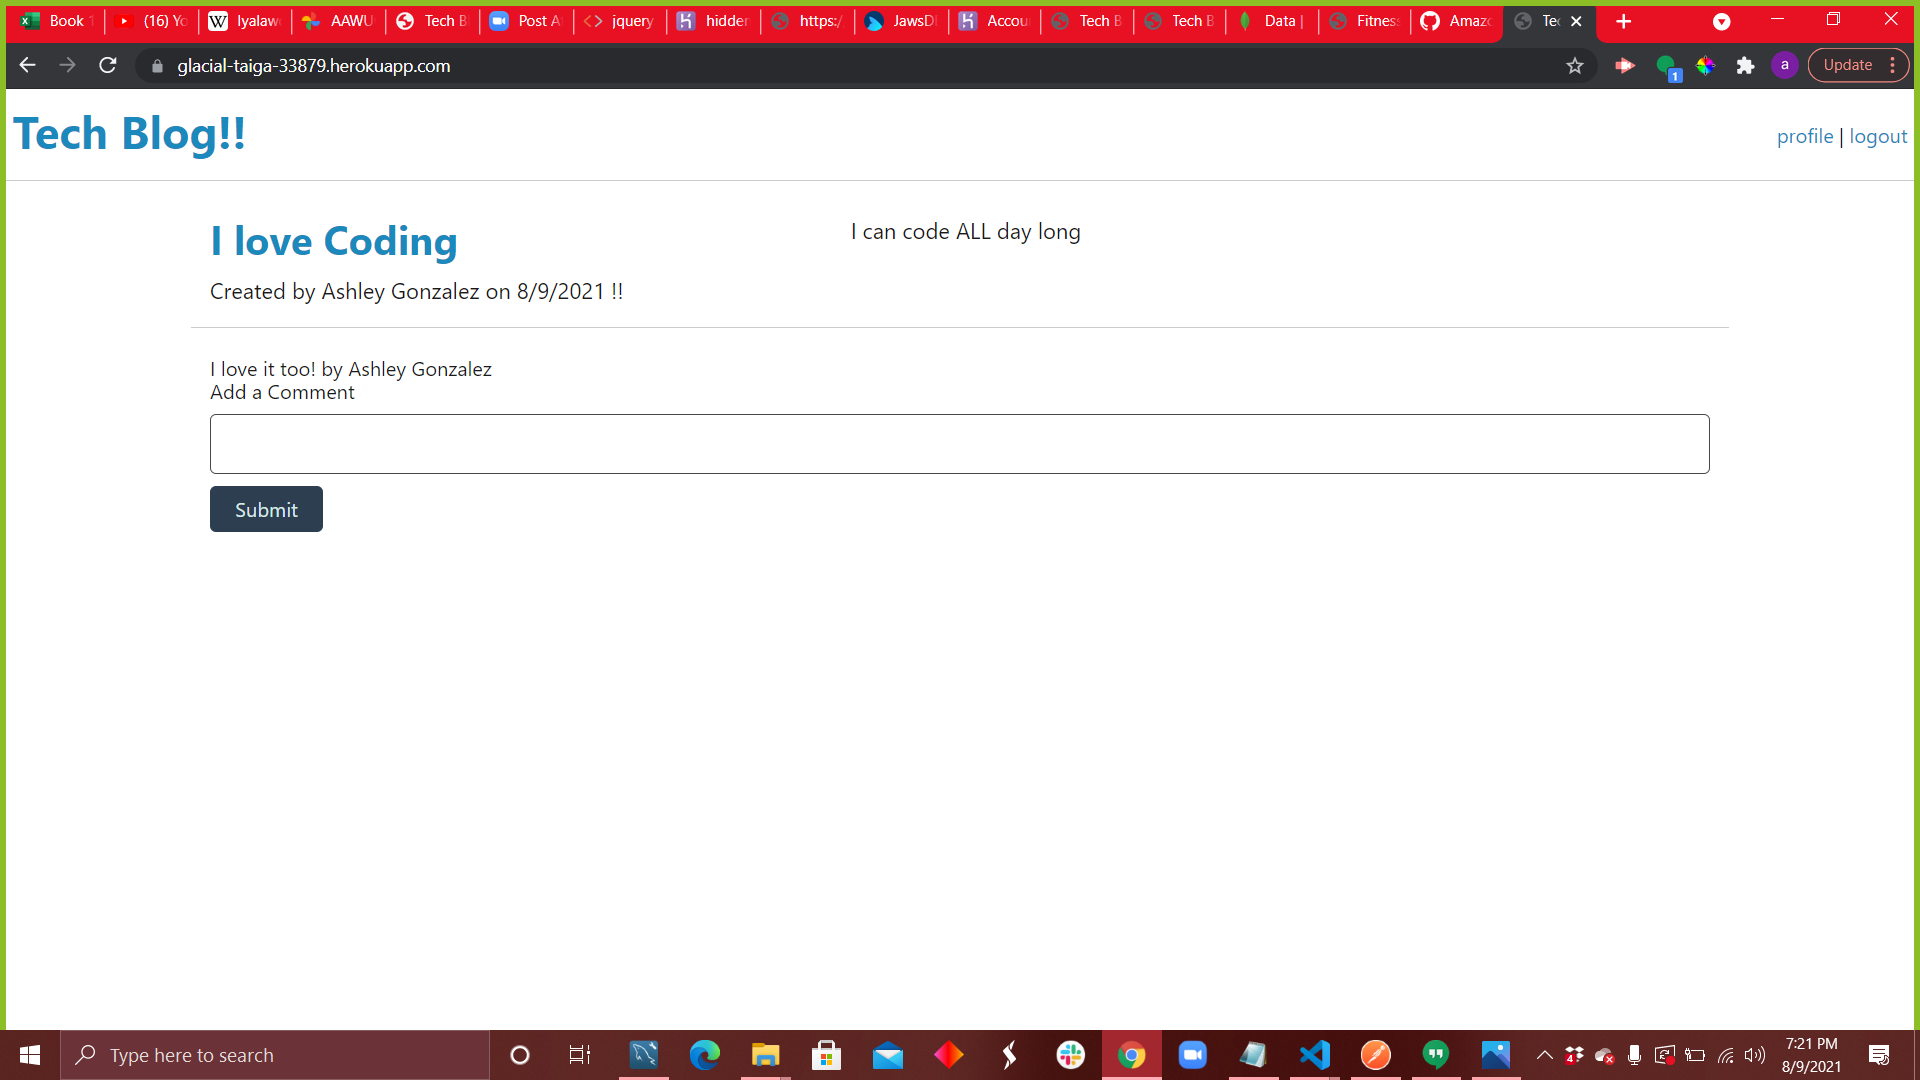 Book 1
(16) Yo
Iyalaw
AAWU
Tech B
Post A
jquery
hidden
https:/
JawsD
Accou
Tech B
Tech B
Data |
Fitness
Amazo
Tec
glacial-taiga-33879.herokuapp.com
1
a
Update
Tech Blog!!
profile | logout
I love Coding
I can code ALL day long
Created by Ashley Gonzalez on 8/9/2021 !!
I love it too! by Ashley Gonzalez
Add a Comment
Submit
Type here to search
4
7:21 PM
8/9/2021